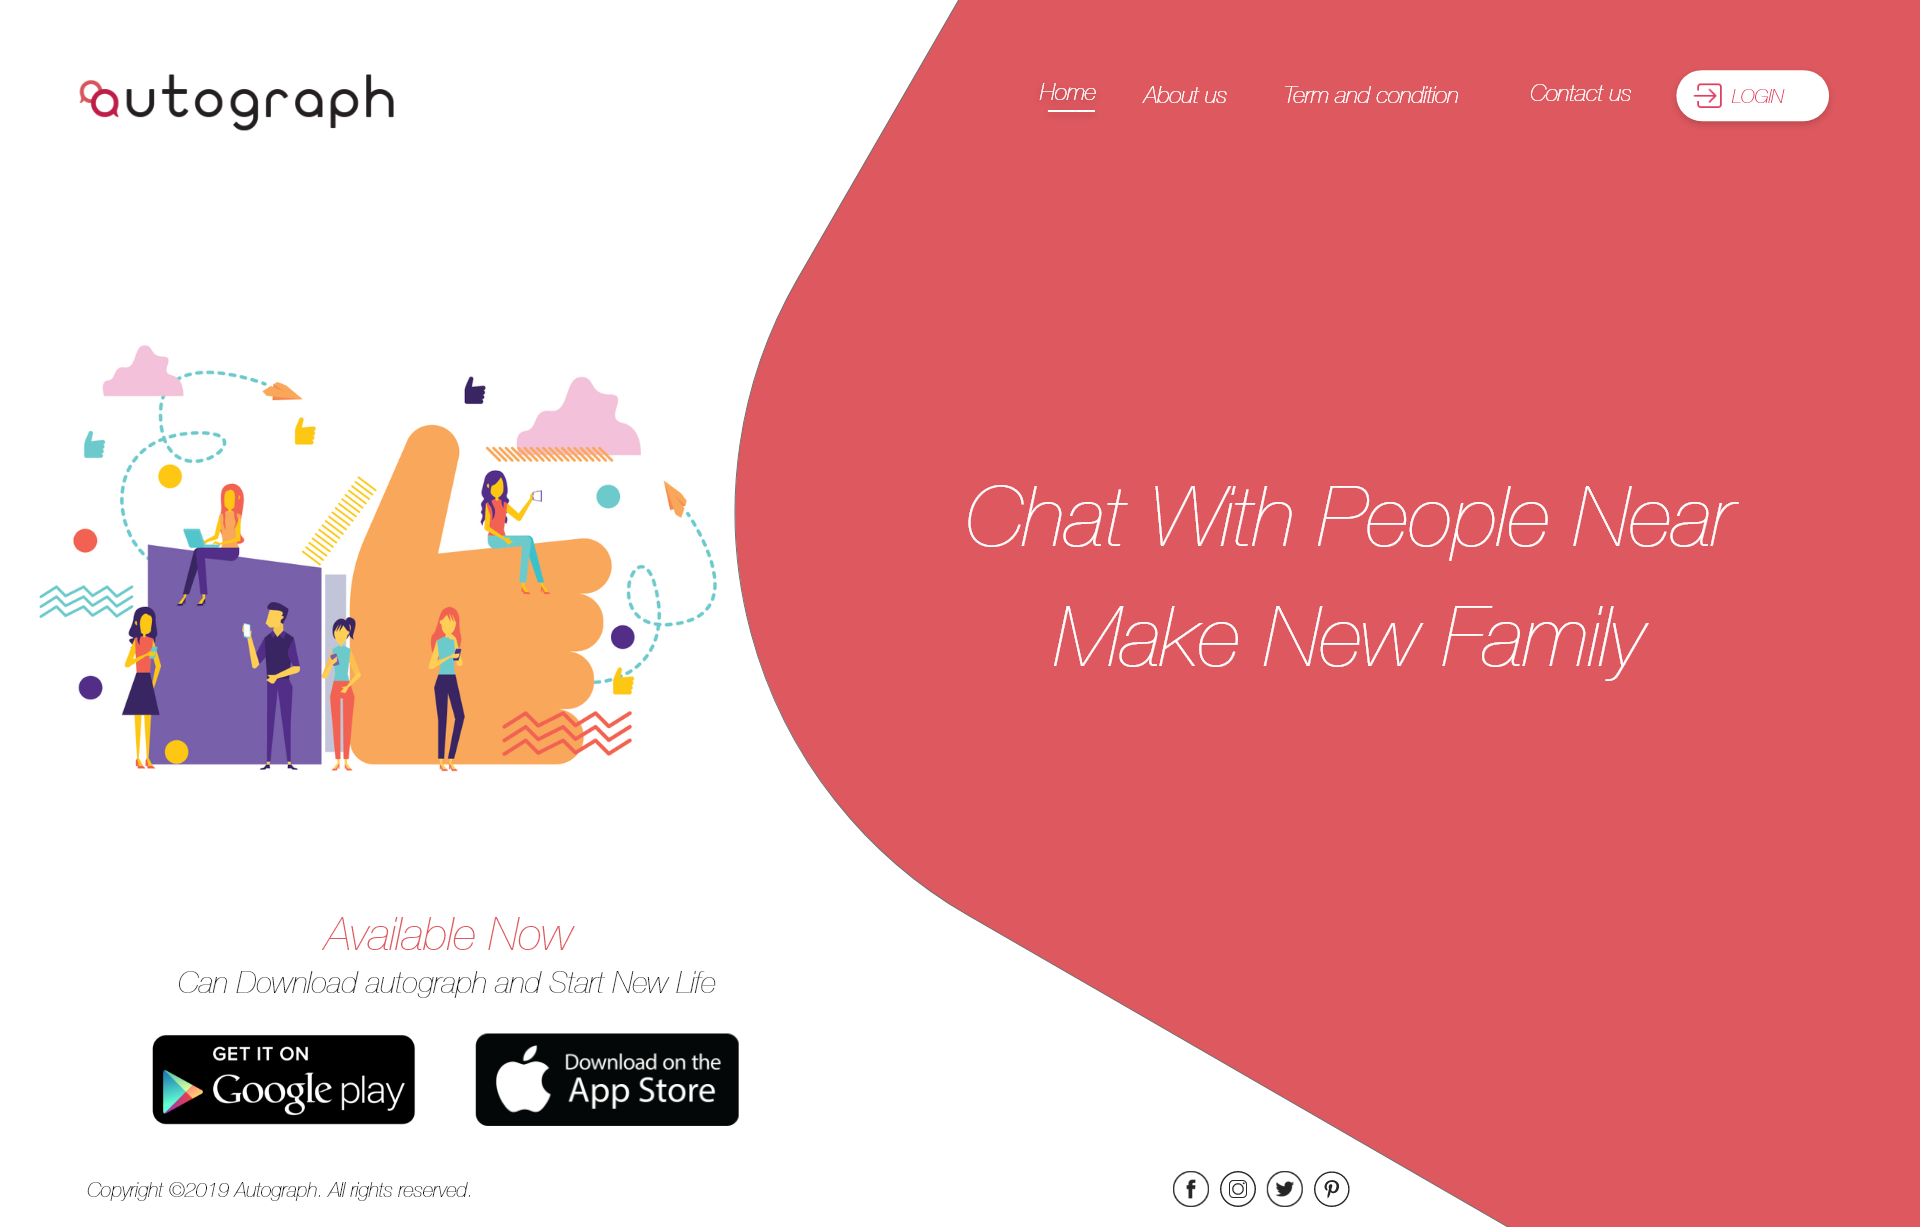 autograph
Home
About us
Term and condition
Contact us
LOGIN
Chat With People Near
Make New Family
Available Now
Can Download autograph and Start New Life
GET IT ON
Google play
Download on the
App Store
Copyright ©2019 Autograph. All rights reserved.